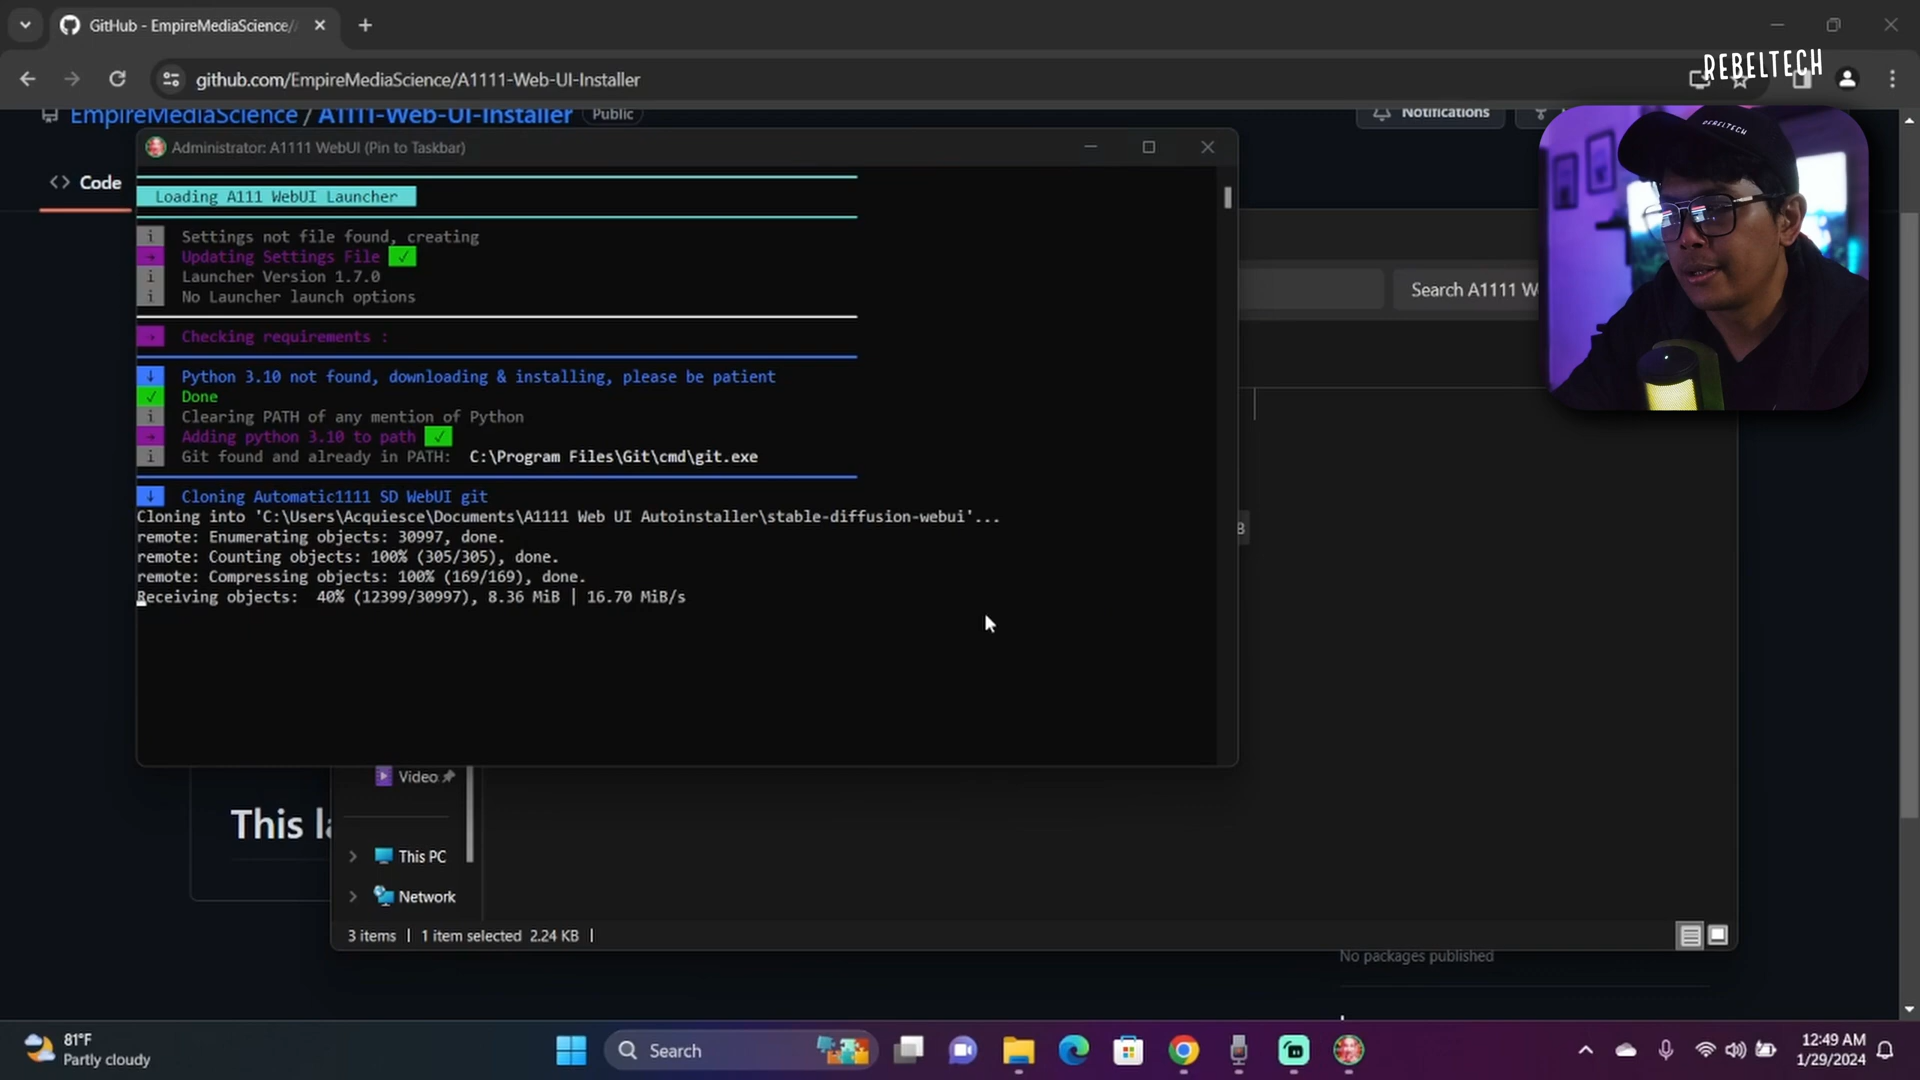 GitHub - EmpireMediaScience/
github.com/EmpireMediaScience/A1111-Web-UI-Installer
REBELTECH
EmpireMediaScience / A1111-Web-UI-Installer Public
Notifications
Code
Administrator: A1111 WebUI (Pin to Taskbar)
Loading A111 WebUI Launcher
i Settings not file found, creating
→ Updating Settings File ✓
i Launcher Version 1.7.0
i No Launcher launch options
→ Checking requirements :
↓ Python 3.10 not found, downloading & installing, please be patient
✓ Done
i Clearing PATH of any mention of Python
→ Adding python 3.10 to path ✓
i Git found and already in PATH: C:\Program Files\Git\cmd\git.exe
↓ Cloning Automatic1111 SD WebUI git
Cloning into 'C:\Users\Acquiesce\Documents\A1111 Web UI Autoinstaller\stable-diffusion-webui'...
remote: Enumerating objects: 30997, done.
remote: Counting objects: 100% (305/305), done.
remote: Compressing objects: 100% (169/169), done.
Receiving objects: 40% (12399/30997), 8.36 MiB | 16.70 MiB/s
Search A1111 W
REBELTECH
B
Video
This la
This PC
Network
3 items | 1 item selected 2.24 KB |
No packages published
81°F
Partly cloudy
Search
12:49 AM
1/29/2024